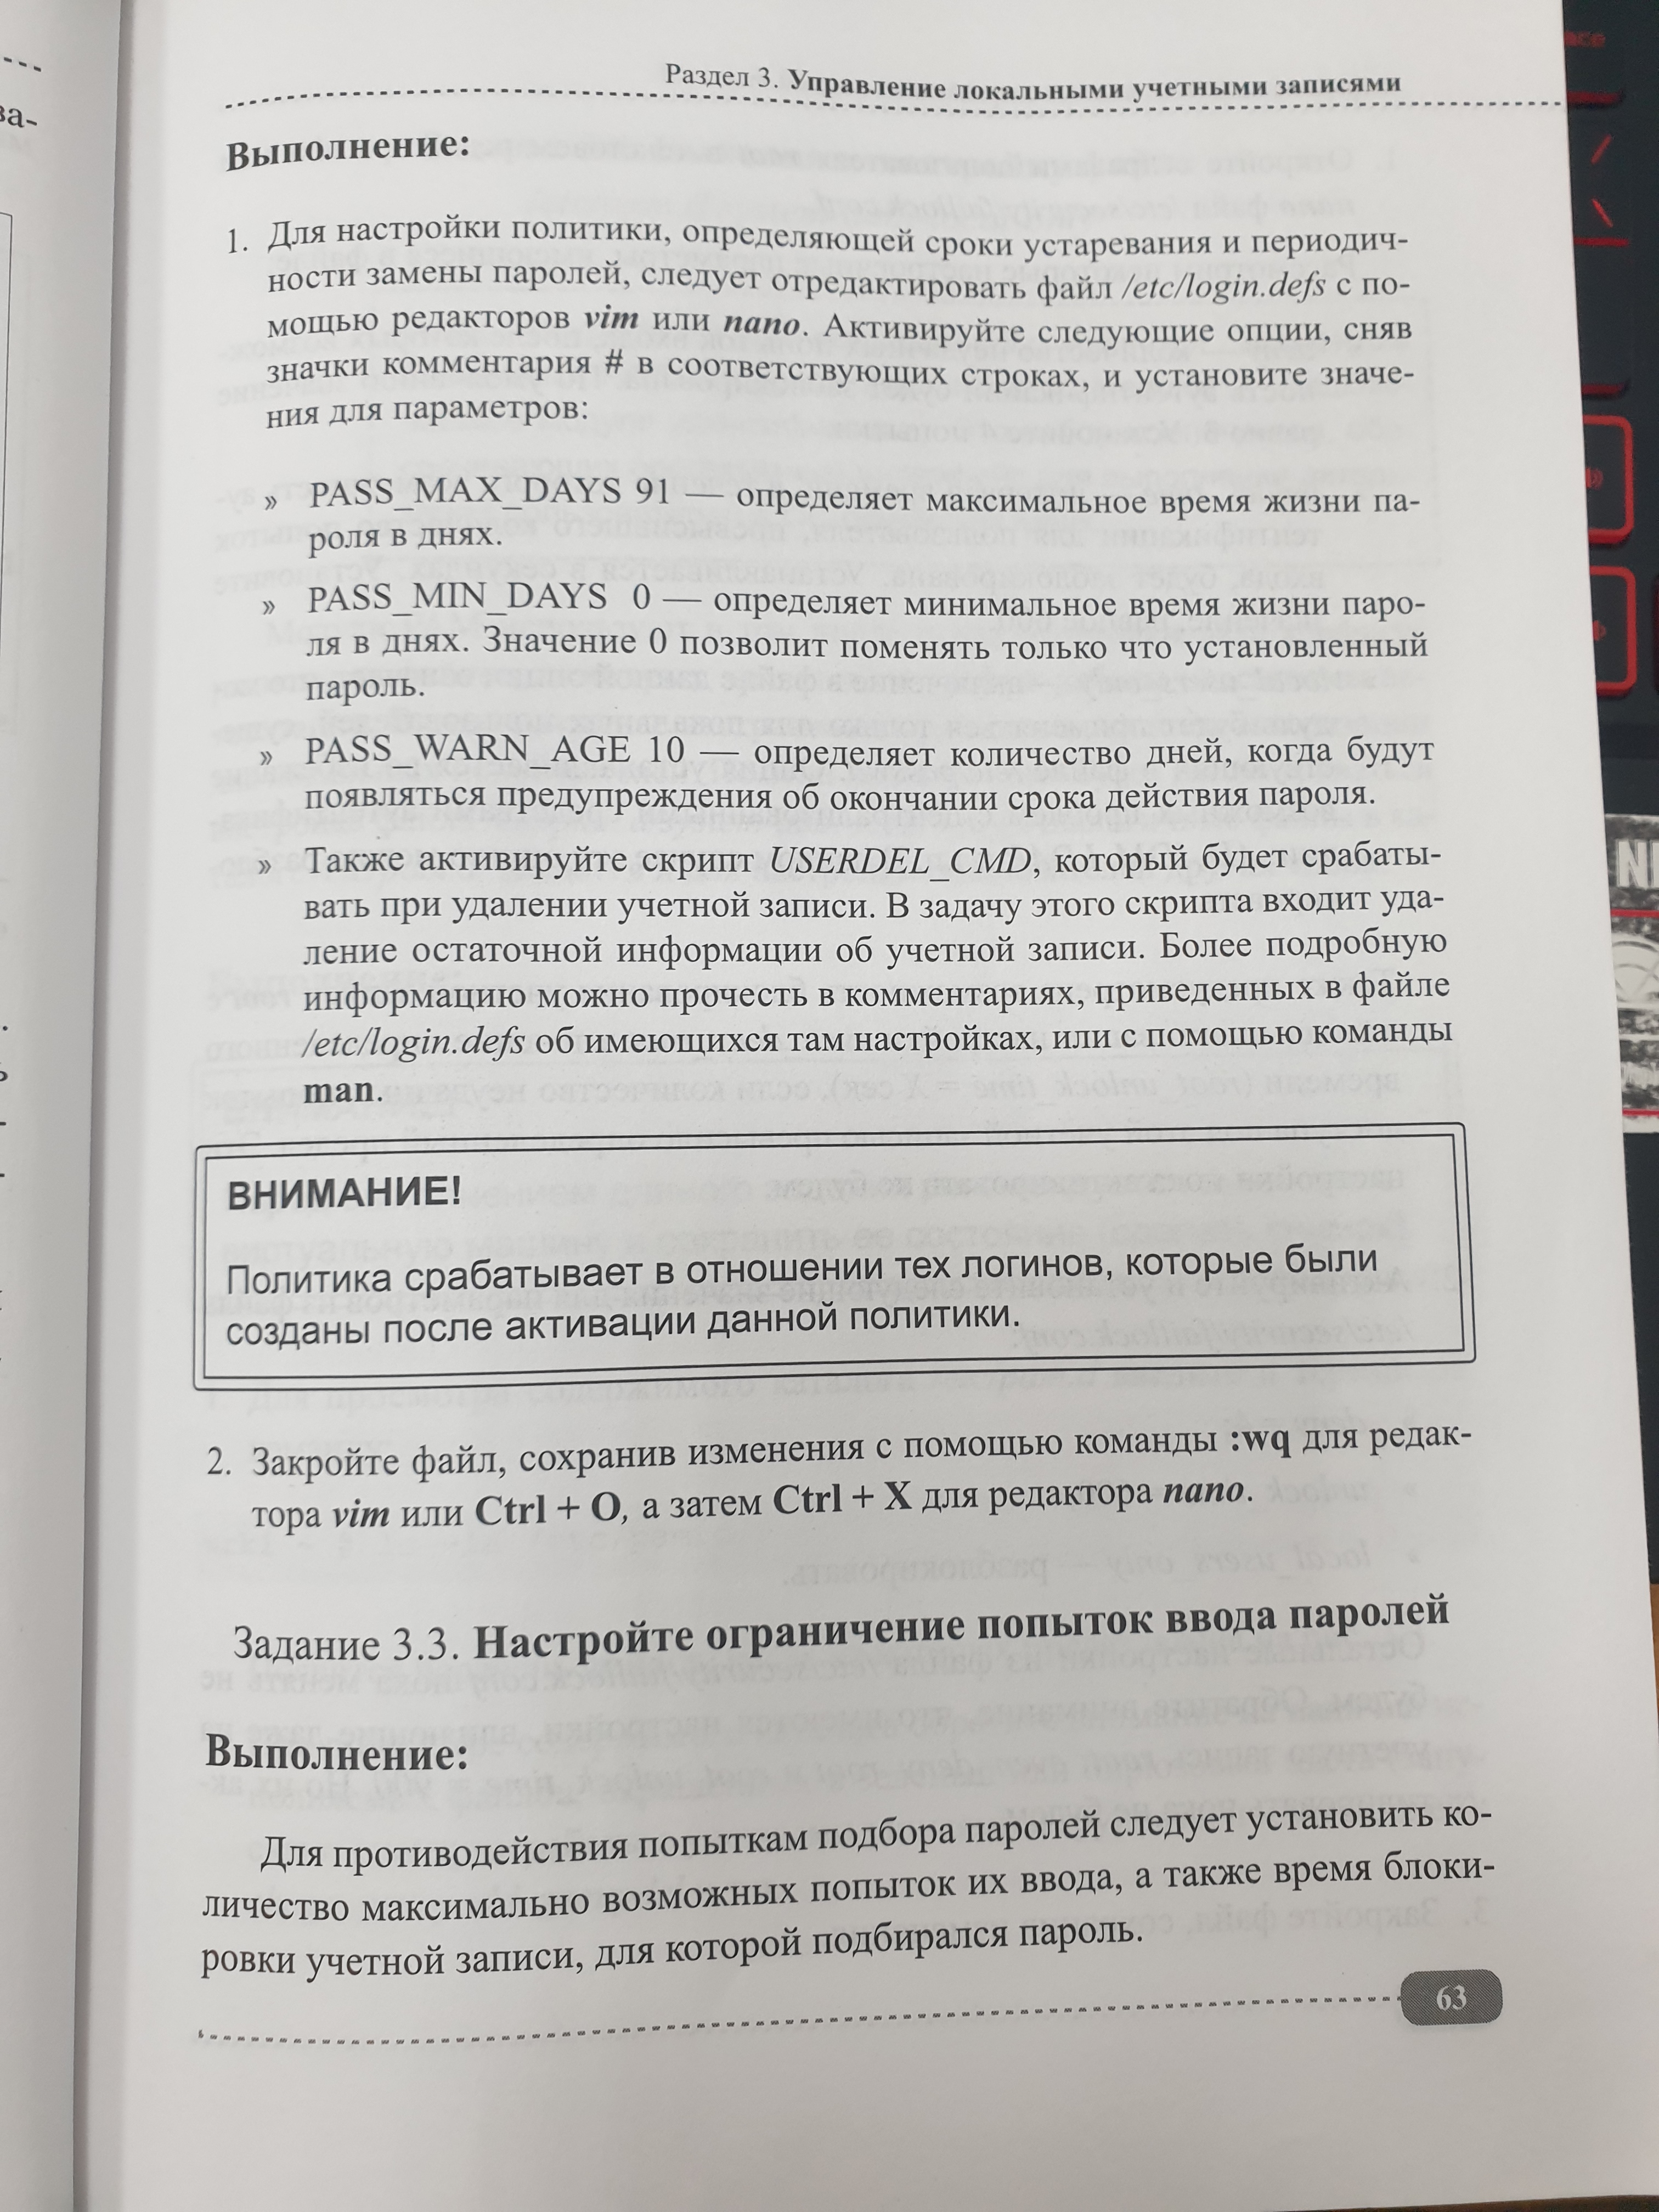 Раздел 3. Управление локальными учетными записями
Выполнение:
1. Для настройки политики, определяющей сроки устаревания и периодич-
ности замены паролей, следует отредактировать файл /etc/login.defs с по-
мощью редакторов vim или nano. Активируйте следующие опции, сняв
значки комментария # в соответствующих строках, и установите значе-
ния для параметров:
» PASS_MAX_DAYS 91 — определяет максимальное время жизни па-
роля в днях.
» PASS_MIN_DAYS 0 — определяет минимальное время жизни паро-
ля в днях. Значение 0 позволит поменять только что установленный
пароль.
» PASS_WARN_AGE 10 — определяет количество дней, когда будут
появляться предупреждения об окончании срока действия пароля.
» Также активируйте скрипт USERDEL_CMD, который будет срабаты-
вать при удалении учетной записи. В задачу этого скрипта входит уда-
ление остаточной информации об учетной записи. Более подробную
информацию можно прочесть в комментариях, приведенных в файле
/etc/login.defs об имеющихся там настройках, или с помощью команды
man.
ВНИМАНИЕ!
Политика срабатывает в отношении тех логинов, которые были
созданы после активации данной политики.
2. Закройте файл, сохранив изменения с помощью команды :wq для редак-
тора vim или Ctrl + O, а затем Ctrl + X для редактора nano.
Задание 3.3. Настройте ограничение попыток ввода паролей
Выполнение:
Для противодействия попыткам подбора паролей следует установить ко-
личество максимально возможных попыток их ввода, а также время блоки-
ровки учетной записи, для которой подбирался пароль.
63